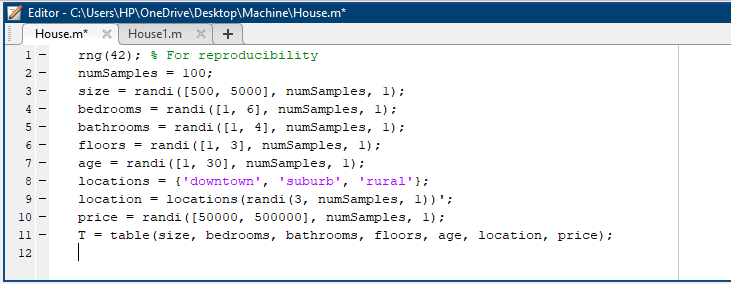 Editor - C:\Users\HP\OneDrive\Desktop\Machine\House.m*
House.m* × House1.m × +
1 – rng(42); % For reproducibility
2 – numSamples = 100;
3 – size = randi([500, 5000], numSamples, 1);
4 – bedrooms = randi([1, 6], numSamples, 1);
5 – bathrooms = randi([1, 4], numSamples, 1);
6 – floors = randi([1, 3], numSamples, 1);
7 – age = randi([1, 30], numSamples, 1);
8 – locations = {'downtown', 'suburb', 'rural'};
9 – location = locations(randi(3, numSamples, 1))';
10 – price = randi([50000, 500000], numSamples, 1);
11 – T = table(size, bedrooms, bathrooms, floors, age, location, price);
12